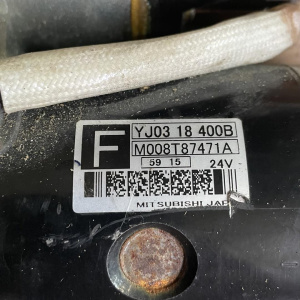 F
YJ03 18 400B
M008T87471A
59 15
24V
MITSUBISHI JAP